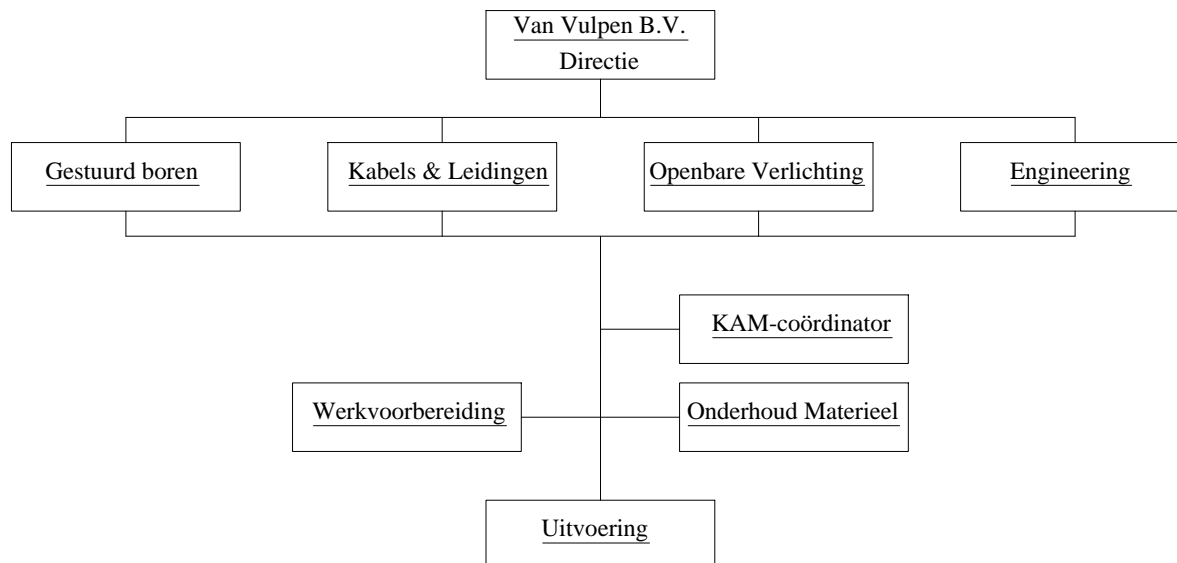 Van Vulpen B.V.
Directie
Gestuurd boren
Kabels & Leidingen
Openbare Verlichting
Engineering
KAM-coördinator
Werkvoorbereiding
Onderhoud Materieel
Uitvoering